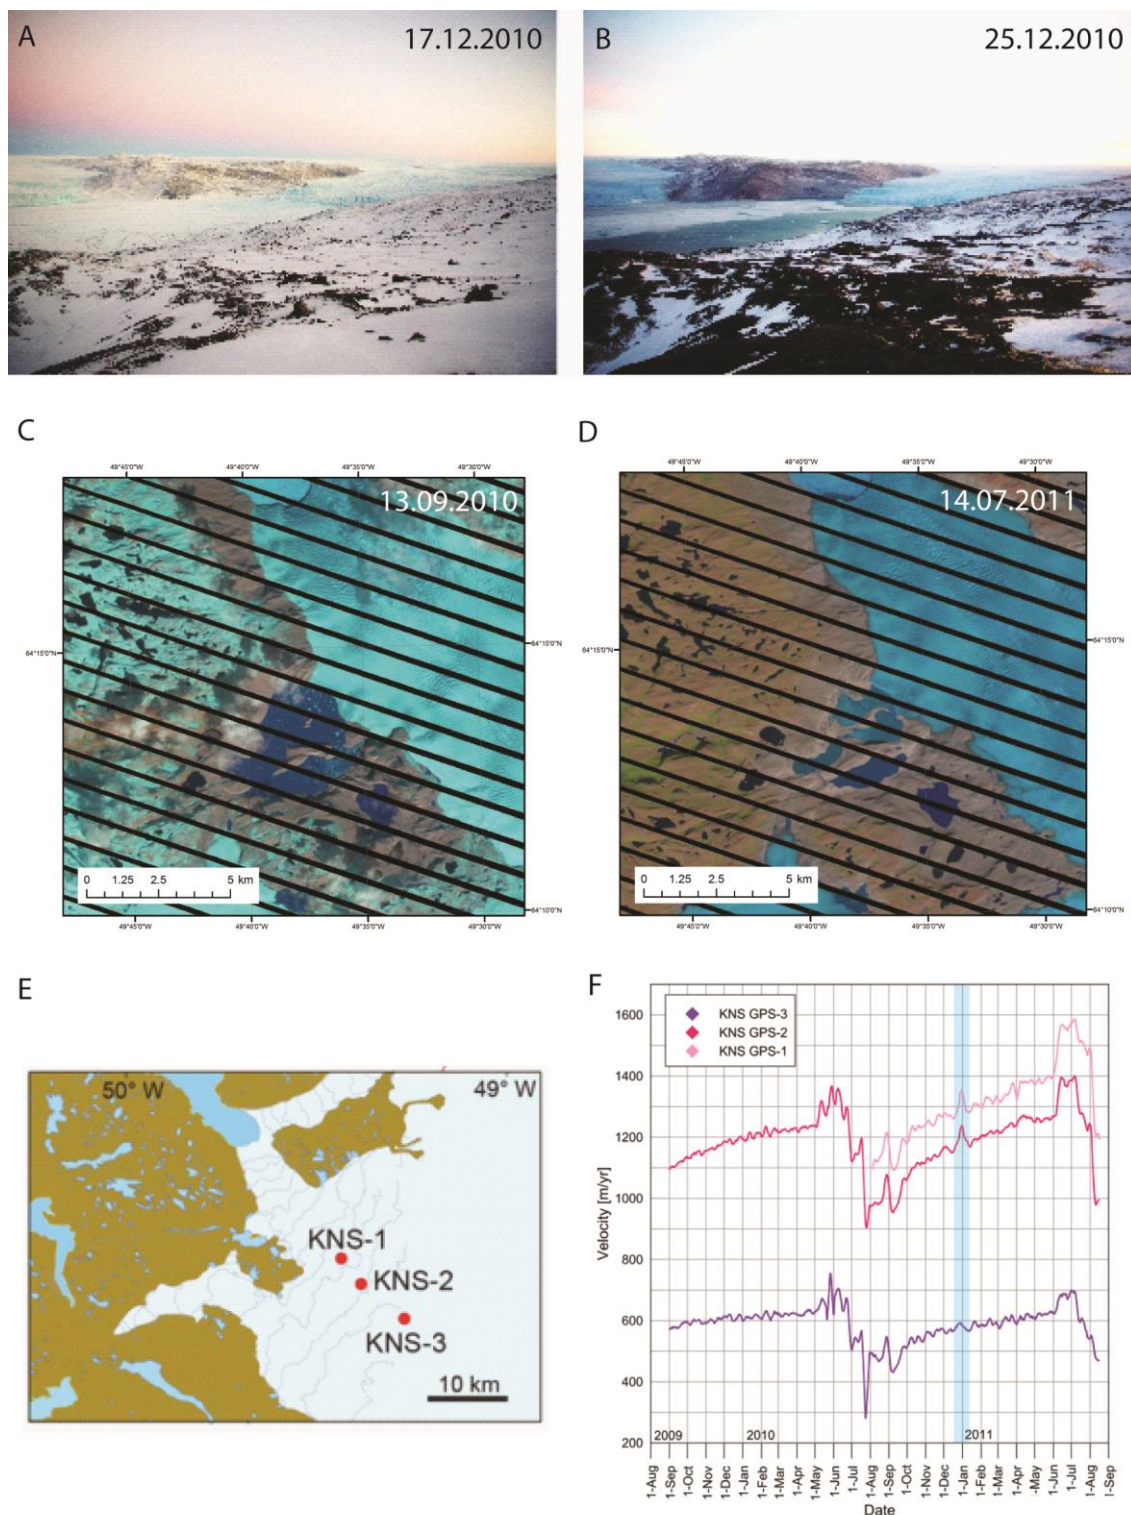 A
17.12.2010
B
25.12.2010
C
D
49°45'0"W 49°40'0"W 49°35'0"W 49°30'0"W
49°45'0"W 49°40'0"W 49°35'0"W 49°30'0"W
13.09.2010
14.07.2011
64°15'0"N
64°15'0"N
64°15'0"N
64°15'0"N
0 1.25 2.5 5 km
0 1.25 2.5 5 km
64°10'0"N
64°10'0"N
49°45'0"W 49°40'0"W 49°35'0"W 49°30'0"W
49°45'0"W 49°40'0"W 49°35'0"W 49°30'0"W
E
50° W
49° W
KNS-1
KNS-2
KNS-3
10 km
F
KNS GPS-3
KNS GPS-2
KNS GPS-1
Velocity [m/yr]
1600
1400
1200
1000
800
600
400
200
2009 2010 2011
1-Aug
1-Sep
1-Oct
1-Nov
1-Dec
1-Jan
1-Feb
1-Mar
1-Apr
1-May
1-Jun
1-Jul
1-Aug
1-Sep
1-Oct
1-Nov
1-Dec
1-Jan
1-Feb
1-Mar
1-Apr
-May
1-Jun
1-Jul
1-Aug
1-Sep
Date